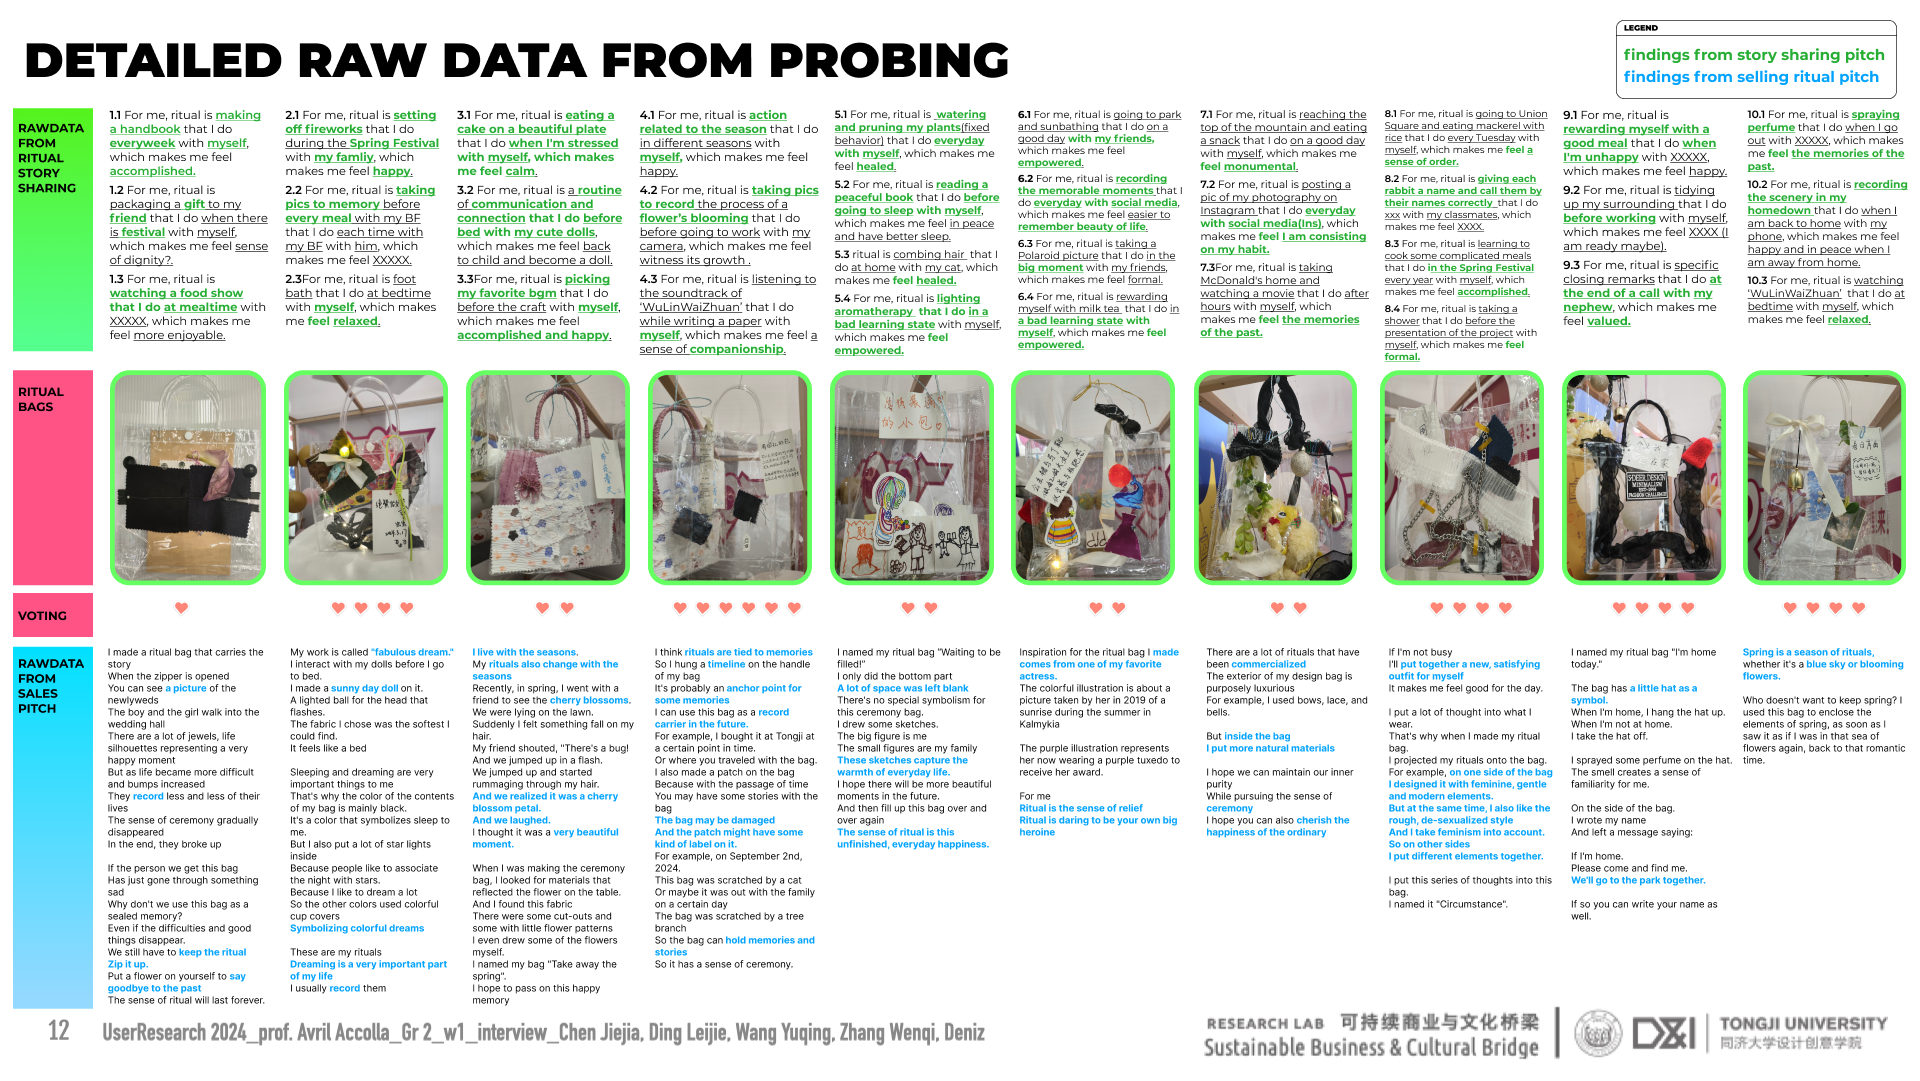 DETAILED RAW DATA FROM PROBING
LEGEND
findings from story sharing pitch
findings from selling ritual pitch
RAWDATA
FROM
RITUAL
STORY
SHARING
1.1 For me, ritual is making
a handbook that I do
everyweek with myself,
which makes me feel
accomplished.
1.2 For me, ritual is
packaging a gift to my
friend that I do when there
is festival with myself,
which makes me feel sense
of dignity?.
1.3 For me, ritual is
watching a food show
that I do at mealtime with
XXXXX, which makes me
feel more enjoyable.
2.1 For me, ritual is setting
off fireworks that I do
during the Spring Festival
with my famliy, which
makes me feel happy.
2.2 For me, ritual is taking
pics to memory before
every meal with my BF
that I do each time with
my BF with him, which
makes me feel XXXXX.
2.3For me, ritual is foot
bath that I do at bedtime
with myself, which makes
me feel relaxed.
3.1 For me, ritual is eating a
cake on a beautiful plate
that I do when I'm stressed
with myself, which makes
me feel calm.
3.2 For me, ritual is a routine
of communication and
connection that I do before
bed with my cute dolls,
which makes me feel back
to child and become a doll.
3.3For me, ritual is picking
my favorite bgm that I do
before the craft with myself,
which makes me feel
accomplished and happy.
4.1 For me, ritual is action
related to the season that I do
in different seasons with
myself, which makes me feel
happy.
4.2 For me, ritual is taking pics
to record the process of a
flower's blooming that I do
before going to work with my
camera, which makes me feel
witness its growth .
4.3 For me, ritual is listening to
the soundtrack of
'WuLinWaiZhuan' that I do
while writing a paper with
myself, which makes me feel a
sense of companionship.
5.1 For me, ritual is watering
and pruning my plants(fixed
behavior) that I do everyday
with myself, which makes me
feel healed.
5.2 For me, ritual is reading a
peaceful book that I do before
going to sleep with myself,
which makes me feel in peace
and have better sleep.
5.3 ritual is combing hair that I
do at home with my cat, which
makes me feel healed.
5.4 For me, ritual is lighting
aromatherapy that I do in a
bad learning state with myself,
which makes me feel
empowered.
6.1 For me, ritual is going to park
and sunbathing that I do on a
good day with my friends,
which makes me feel
empowered.
6.2 For me, ritual is recording
the memorable moments that I
do everyday with social media,
which makes me feel easier to
remember beauty of life.
6.3 For me, ritual is taking a
Polaroid picture that I do in the
big moment with my friends,
which makes me feel formal.
6.4 For me, ritual is rewarding
myself with milk tea that I do in
a bad learning state with
myself, which makes me feel
empowered.
7.1 For me, ritual is reaching the
top of the mountain and eating
a snack that I do on a good day
with myself, which makes me
feel monumental.
7.2 For me, ritual is posting a
pic of my photography on
Instagram that I do everyday
with social media(Ins), which
makes me feel I am consisting
on my habit.
7.3For me, ritual is taking
McDonald's home and
watching a movie that I do after
hours with myself, which
makes me feel the memories
of the past.
8.1 For me, ritual is going to Union
Square and eating mackerel with
rice that I do every Tuesday with
myself, which makes me feel a
sense of order.
8.2 For me, ritual is giving each
rabbit a name and call them by
their names correctly that I do
xxx with my classmates, which
makes me feel XXXX.
8.3 For me, ritual is learning to
cook some complicated meals
that I do in the Spring Festival
every year with myself, which
makes me feel accomplished.
8.4 For me, ritual is taking a
shower that I do before the
presentation of the project with
myself, which makes me feel
formal.
9.1 For me, ritual is
rewarding myself with a
good meal that I do when
I'm unhappy with XXXXX,
which makes me feel happy.
9.2 For me, ritual is tidying
up my surrounding that I do
before working with myself,
which makes me feel XXXX (I
am ready maybe).
9.3 For me, ritual is specific
closing remarks that I do at
the end of a call with my
nephew, which makes me
feel valued.
10.1 For me, ritual is spraying
perfume that I do when I go
out with XXXXX, which makes
me feel the memories of the
past.
10.2 For me, ritual is recording
the scenery in my
homedown that I do when I
am back to home with my
phone, which makes me feel
happy and in peace when I
am away from home.
10.3 For me, ritual is watching
'WuLinWaiZhuan' that I do at
bedtime with myself, which
makes me feel relaxed.
RITUAL
BAGS
的小包
DEERDESIGN
MINIMALISM
VOTING
RAWDATA
FROM
SALES
PITCH
I made a ritual bag that carries the
story
When the zipper is opened
You can see a picture of the
newlyweds
The boy and the girl walk into the
wedding hall
There are a lot of jewels, life
silhouettes representing a very
happy moment
But as life became more difficult
and bumps increased
They record less and less of their
lives
The sense of ceremony gradually
disappeared
In the end, they broke up
If the person we get this bag
Has just gone through something
sad
Why don't we use this bag as a
sealed memory?
Even if the difficulties and good
things disappear.
We still have to keep the ritual
Zip it up.
Put a flower on yourself to say
goodbye to the past
The sense of ritual will last forever.
My work is called "fabulous dream."
I interact with my dolls before I go
to bed.
I made a sunny day doll on it.
A lighted ball for the head that
flashes.
The fabric I chose was the softest I
could find.
It feels like a bed
Sleeping and dreaming are very
important things to me
That's why the color of the contents
of my bag is mainly black.
It's a color that symbolizes sleep to
me.
But I also put a lot of star lights
inside
Because people like to associate
the night with stars.
Because I like to dream a lot
So the other colors used colorful
cup covers
Symbolizing colorful dreams
These are my rituals
Dreaming is a very important part
of my life
I usually record them
I live with the seasons.
My rituals also change with the
seasons
Recently, in spring, I went with a
friend to see the cherry blossoms.
We were lying on the lawn.
Suddenly I felt something fall on my
hair.
My friend shouted, "There's a bug!
And we jumped up in a flash.
We jumped up and started
rummaging through my hair.
And we realized it was a cherry
blossom petal.
And we laughed.
I thought it was a very beautiful
moment.
When I was making the ceremony
bag, I looked for materials that
reflected the flower on the table.
And I found this fabric
There were some cut-outs and
some with little flower patterns
I even drew some of the flowers
myself.
I named my bag "Take away the
spring".
I hope to pass on this happy
memory
I think rituals are tied to memories
So I hung a timeline on the handle
of my bag
It's probably an anchor point for
some memories
I can use this bag as a record
carrier in the future.
For example, I bought it at Tongji at
a certain point in time.
Or where you traveled with the bag.
I also made a patch on the bag
Because with the passage of time
You may have some stories with the
bag
The bag may be damaged
And the patch might have some
kind of label on it.
For example, on September 2nd,
2024.
This bag was scratched by a cat
Or maybe it was out with the family
on a certain day
The bag was scratched by a tree
branch
So the bag can hold memories and
stories
So it has a sense of ceremony.
I named my ritual bag "Waiting to be
filled!"
I only did the bottom part
A lot of space was left blank
There's no special symbolism for
this ceremony bag.
I drew some sketches.
The big figure is me
The small figures are my family
These sketches capture the
warmth of everyday life.
I hope there will be more beautiful
moments in the future.
And then fill up this bag over and
over again
The sense of ritual is this
unfinished, everyday happiness.
Inspiration for the ritual bag I made
comes from one of my favorite
actress.
The colorful illustration is about a
picture taken by her in 2019 of a
sunrise during the summer in
Kalmykia
The purple illustration represents
her now wearing a purple tuxedo to
receive her award.
For me
Ritual is the sense of relief
Ritual is daring to be your own big
heroine
There are a lot of rituals that have
been commercialized
The exterior of my design bag is
purposely luxurious
For example, I used bows, lace, and
bells.
But inside the bag
I put more natural materials
I hope we can maintain our inner
purity
While pursuing the sense of
ceremony
I hope you can also cherish the
happiness of the ordinary
If I'm not busy
I'll put together a new, satisfying
outfit for myself
It makes me feel good for the day.
I put a lot of thought into what I
wear.
That's why when I made my ritual
bag.
I projected my rituals onto the bag.
For example, on one side of the bag
I designed it with feminine, gentle
and modern elements.
But at the same time, I also like the
rough, de-sexualized style
And I take feminism into account.
So on other sides
I put different elements together.
I put this series of thoughts into this
bag.
I named it "Circumstance".
I named my ritual bag "I'm home
today."
The bag has a little hat as a
symbol.
When I'm home, I hang the hat up.
When I'm not at home.
I take the hat off.
I sprayed some perfume on the hat.
The smell creates a sense of
familiarity for me.
On the side of the bag.
I wrote my name
And left a message saying:
If I'm home.
Please come and find me.
We'll go to the park together.
If so you can write your name as
well.
Spring is a season of rituals,
whether it's a blue sky or blooming
flowers.
Who doesn't want to keep spring? I
used this bag to enclose the
elements of spring, as soon as I
saw it as if I was in that sea of
flowers again, back to that romantic
time.
12
UserResearch 2024_prof. Avril Accolla_Gr 2_w1_interview_Chen Jiejia, Ding Leijie, Wang Yuqing, Zhang Wenqi, Deniz
RESEARCH LAB 可持续商业与文化桥梁
Sustainable Business & Cultural Bridge
D&I
TONGJI UNIVERSITY
同济大学设计创意学院